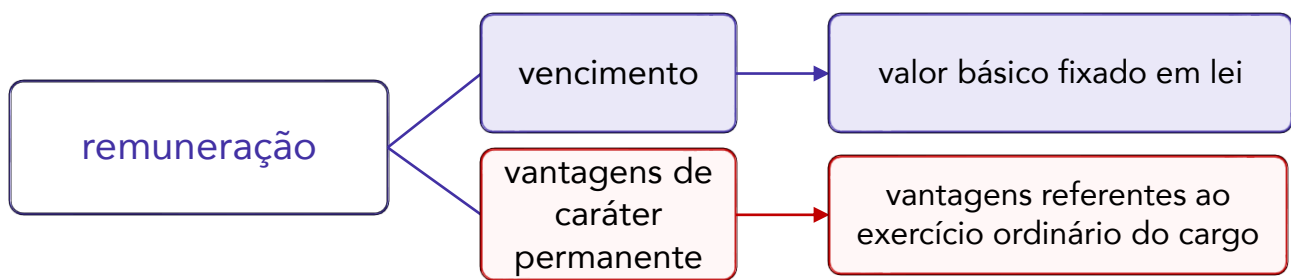 remuneração
vencimento
valor básico fixado em lei
vantagens de
caráter
permanente
vantagens referentes ao
exercício ordinário do cargo